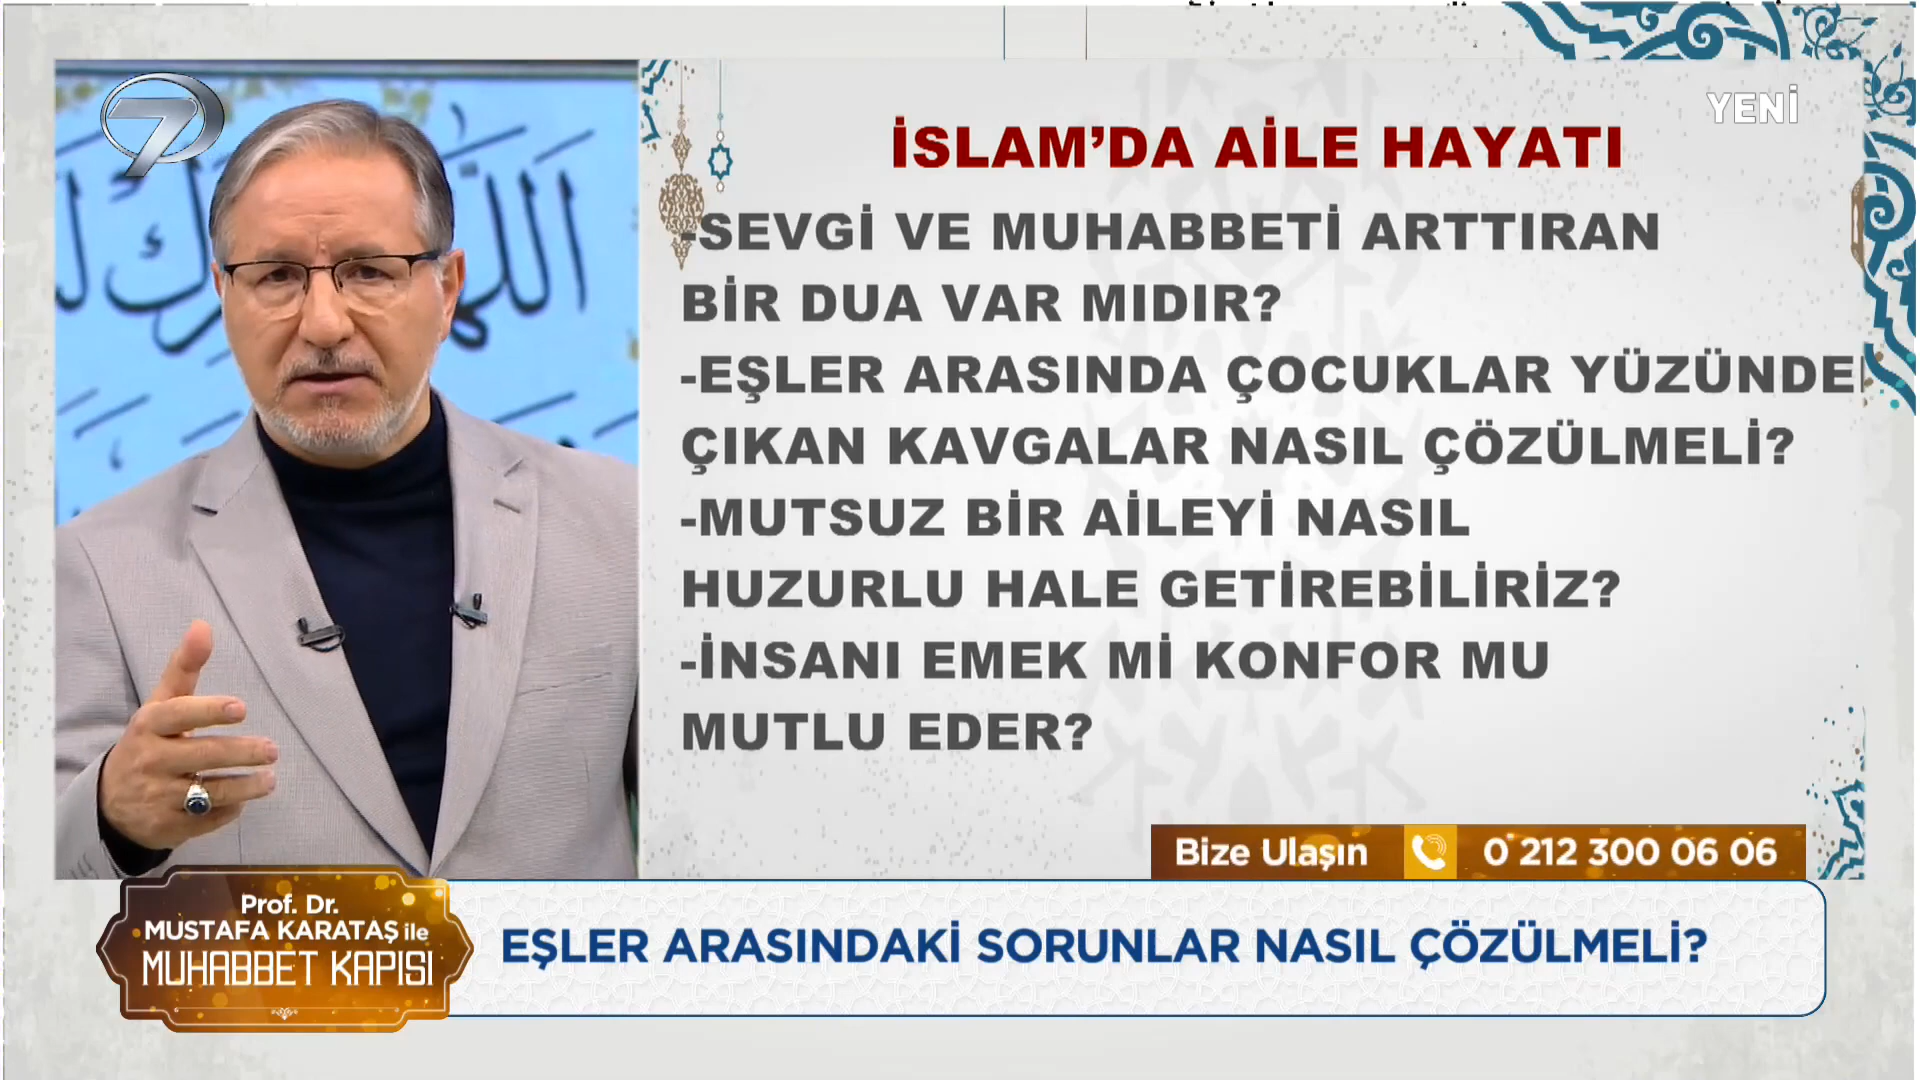 7
YENİ
İSLAM’DA AİLE HAYATI
-SEVGİ VE MUHABBETİ ARTTIRAN
BİR DUA VAR MIDIR?
-EŞLER ARASINDA ÇOCUKLAR YÜZÜNDE
ÇIKAN KAVGALAR NASIL ÇÖZÜLMELİ?
-MUTSUZ BİR AİLEYİ NASIL
HUZURLU HALE GETİREBİLİRİZ?
-İNSANI EMEK Mİ KONFOR MU
MUTLU EDER?
Bize Ulaşın 0 212 300 06 06
Prof. Dr.
MUSTAFA KARATAŞ ile
MUHABBET KAPISI
EŞLER ARASINDAKİ SORUNLAR NASIL ÇÖZÜLMELİ?